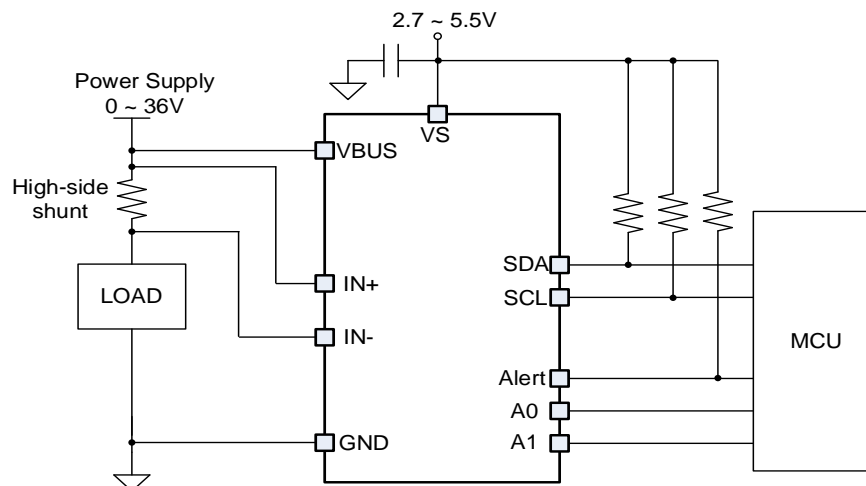 2.7 ~ 5.5V
Power Supply
0 ~ 36V
VS
VBUS
High-side
shunt
SDA
IN+
LOAD
SCL
IN-
MCU
Alert
A0
GND
A1